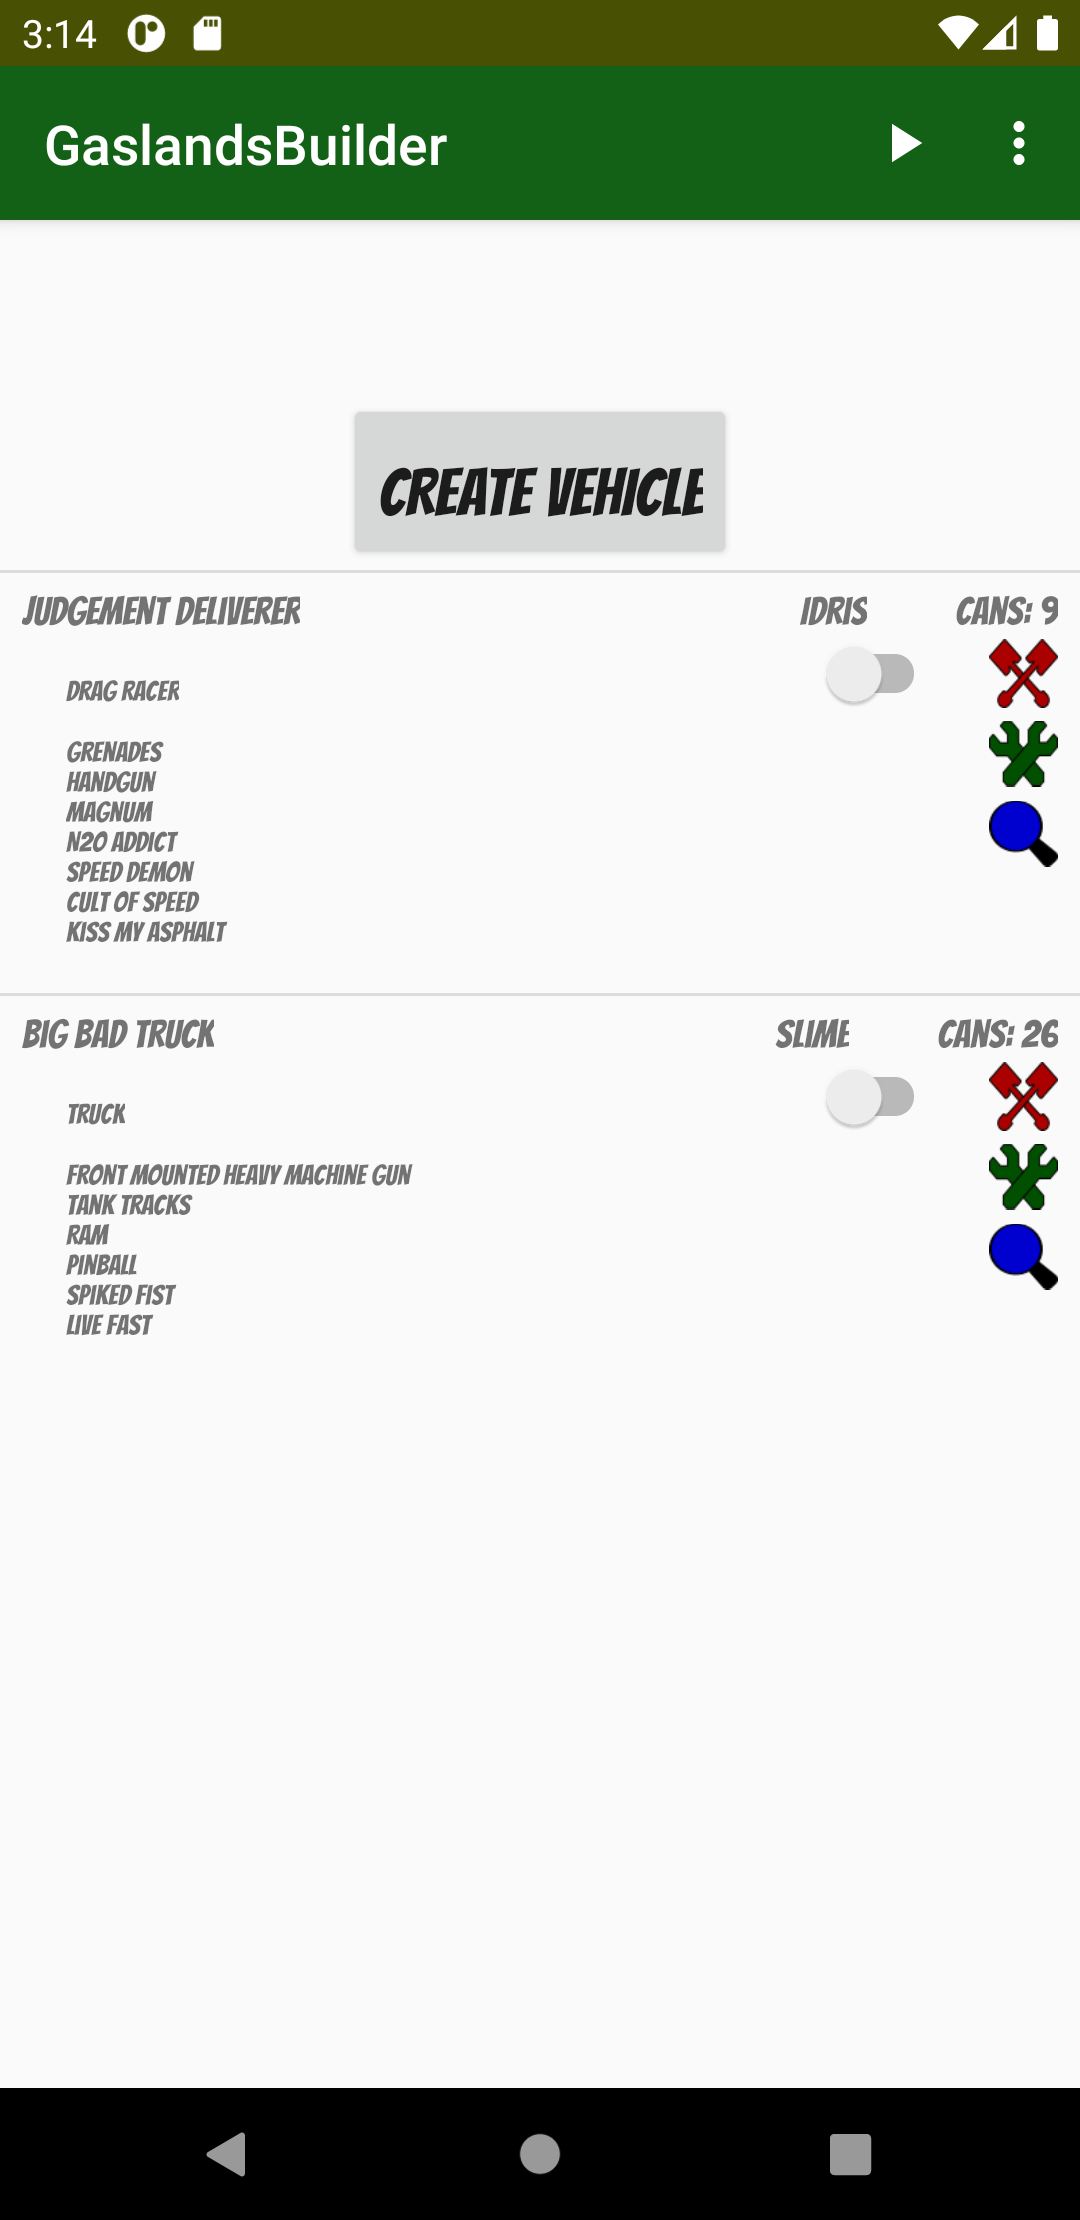 3:14
GaslandsBuilder
CREATE VEHICLE
JUDGEMENT DELIVERER IDRIS CANS: 9
DRAG RACER
GRENADES
HANDGUN
MAGNUM
N2O ADDICT
SPEED DEMON
CULT OF SPEED
KISS MY ASPHALT
BIG BAD TRUCK SLIME CANS: 26
TRUCK
FRONT MOUNTED HEAVY MACHINE GUN
TANK TRACKS
RAM
PINBALL
SPIKED FIST
LIVE FAST